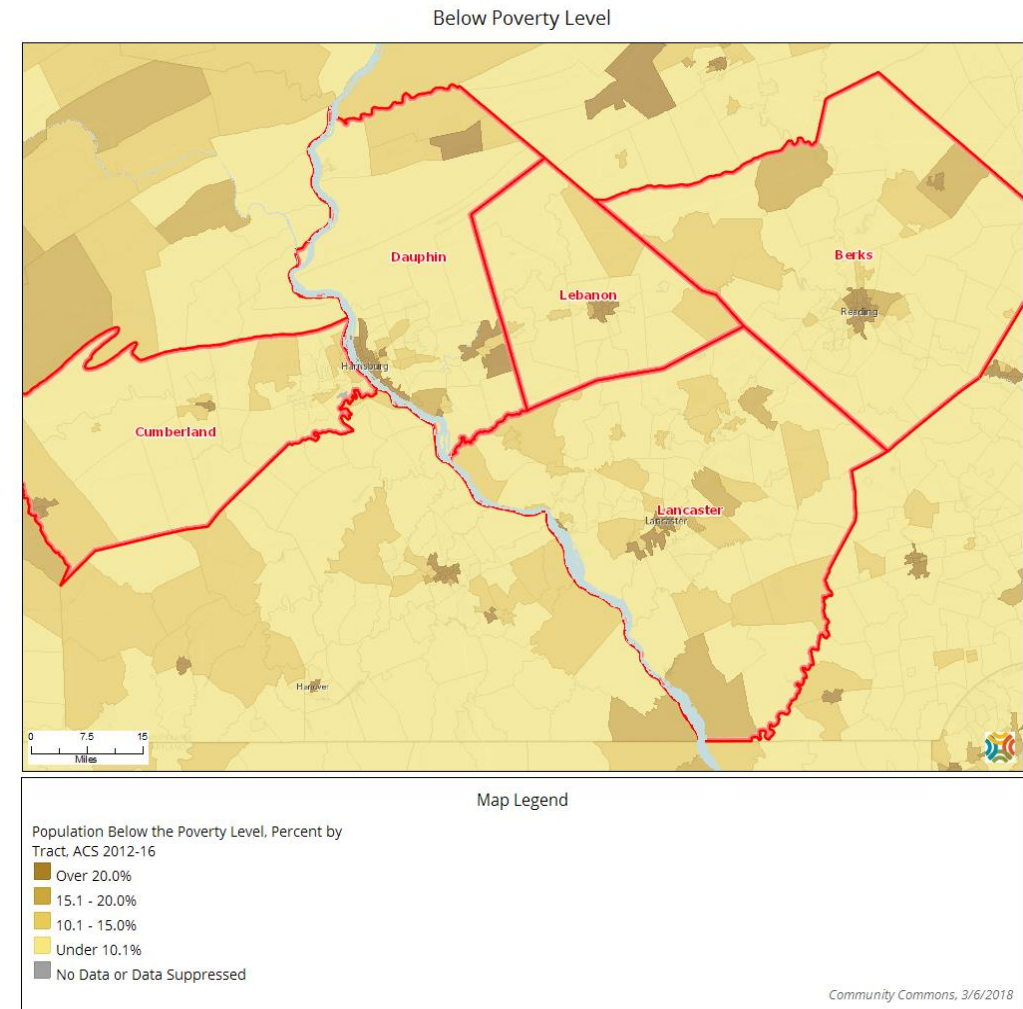 Below Poverty Level
Dauphin
Berks
Lebanon
Reading
Harrisburg
Cumberland
Lancaster
Lancaster
Hanover
0 7.5 15
Miles
Map Legend
Population Below the Poverty Level, Percent by
Tract, ACS 2012-16
Over 20.0%
15.1 - 20.0%
10.1 - 15.0%
Under 10.1%
No Data or Data Suppressed
Community Commons, 3/6/2018